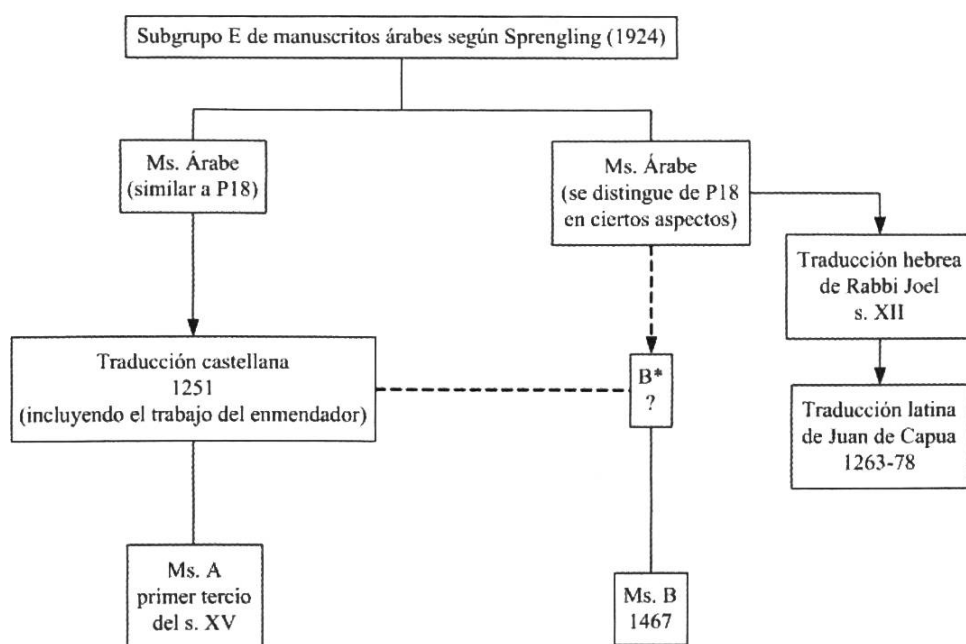 Subgrupo E de manuscritos árabes según Sprengling (1924)
Ms. Árabe
(similar a P18)
Ms. Árabe
(se distingue de P18
en ciertos aspectos)
Traducción hebrea
de Rabbi Joel
s. XII
Traducción castellana
1251
(incluyendo el trabajo del enmendador)
B*
?
Traducción latina
de Juan de Capua
1263-78
Ms. A
primer tercio
del s. XV
Ms. B
1467